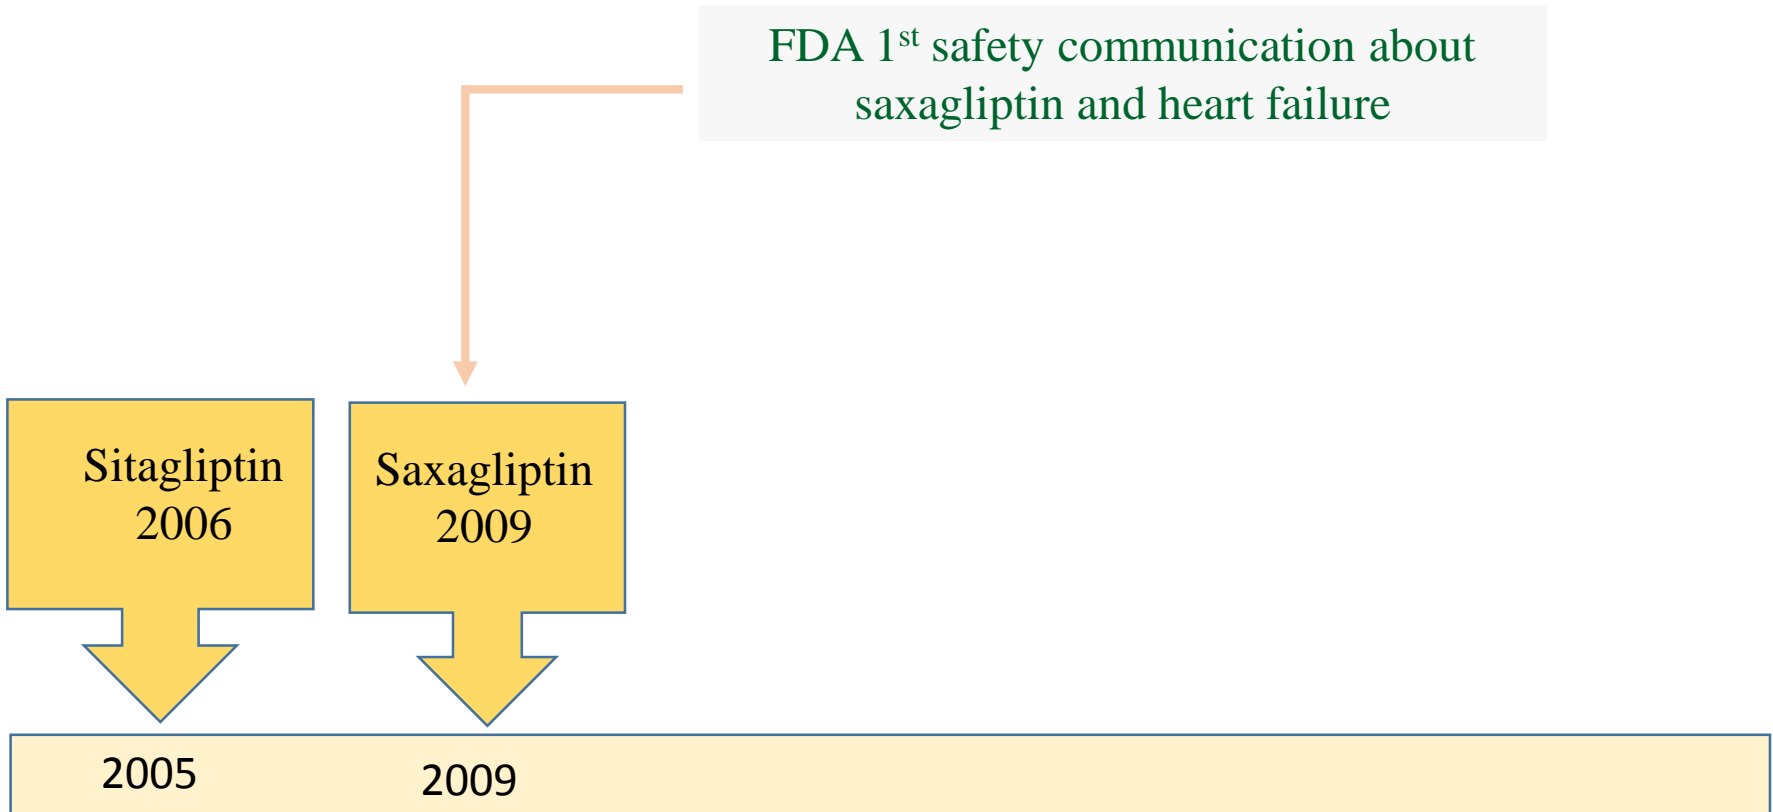 FDA 1st safety communication about
saxagliptin and heart failure
Sitagliptin
2006
Saxagliptin
2009
2005
2009